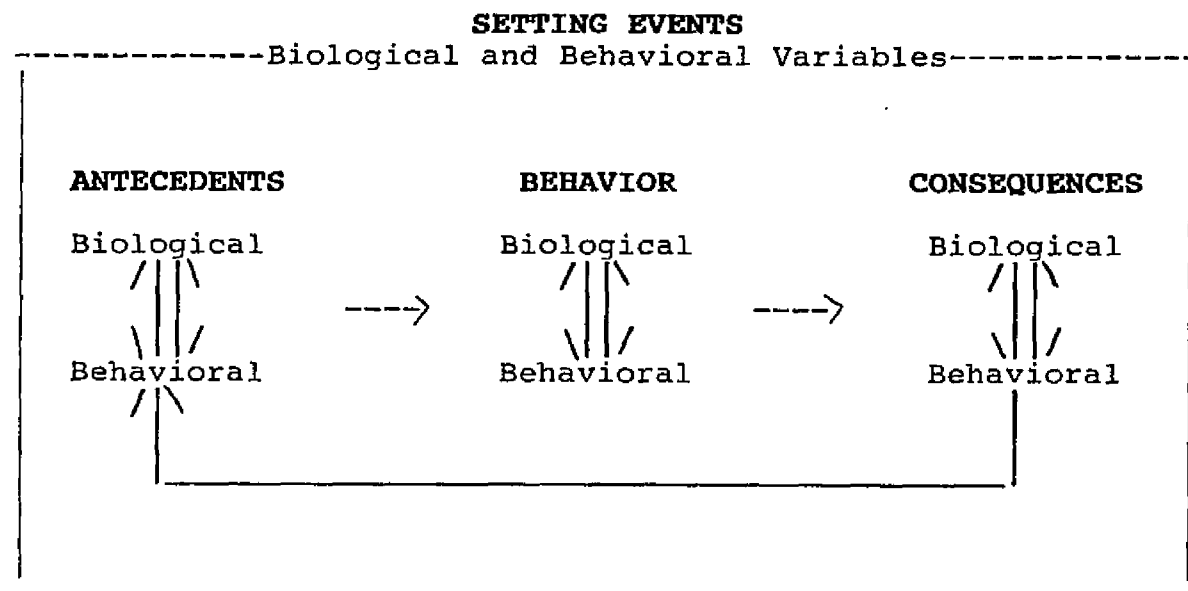 SETTING EVENTS
Biological and Behavioral Variables
ANTECEDENTS BEHAVIOR CONSEQUENCES
Biological Biological Biological
Behavioral Behavioral Behavioral